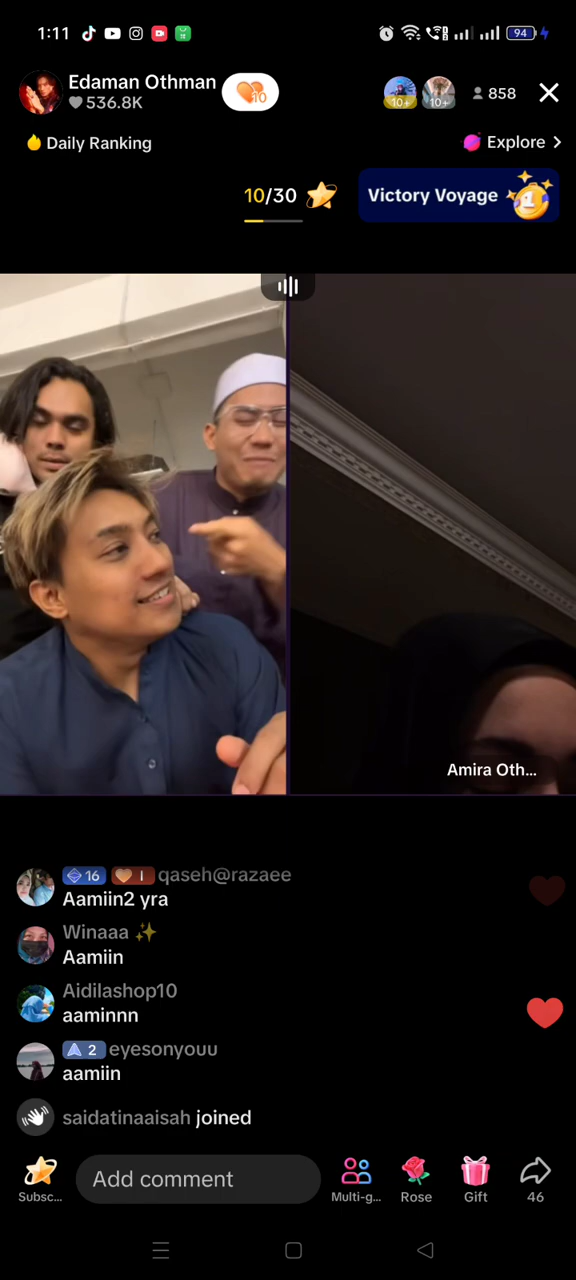 1:11
94
Edaman Othman
536.8K
10
10+
10+
858
Daily Ranking
Explore
10/30
Victory Voyage
1
Amira Oth...
16
I
qaseh@razaee
Aamiin2 yra
Winaaa
Aamiin
Aidilashop10
aaminnn
2
eyesonyouu
aamiin
saidatinaaisah joined
Add comment
Subsc...
Multi-g...
Rose
Gift
46